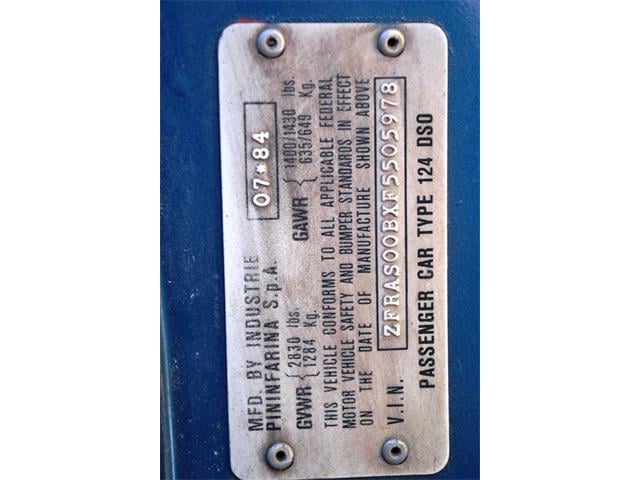 MFD. BY INDUSTRIE
PININFARINA S.p.A. 07*84
GVWR { 2830 lbs. 1284 Kg. GAWR { 1400/1430 lbs. 635/649 Kg.
THIS VEHICLE CONFORMS TO ALL APPLICABLE FEDERAL
MOTOR VEHICLE SAFETY AND BUMPER STANDARDS IN EFFECT
ON THE DATE OF MANUFACTURE SHOWN ABOVE
V.I.N. ZFRAS00BXF5505978
PASSENGER CAR TYPE 124 DSO